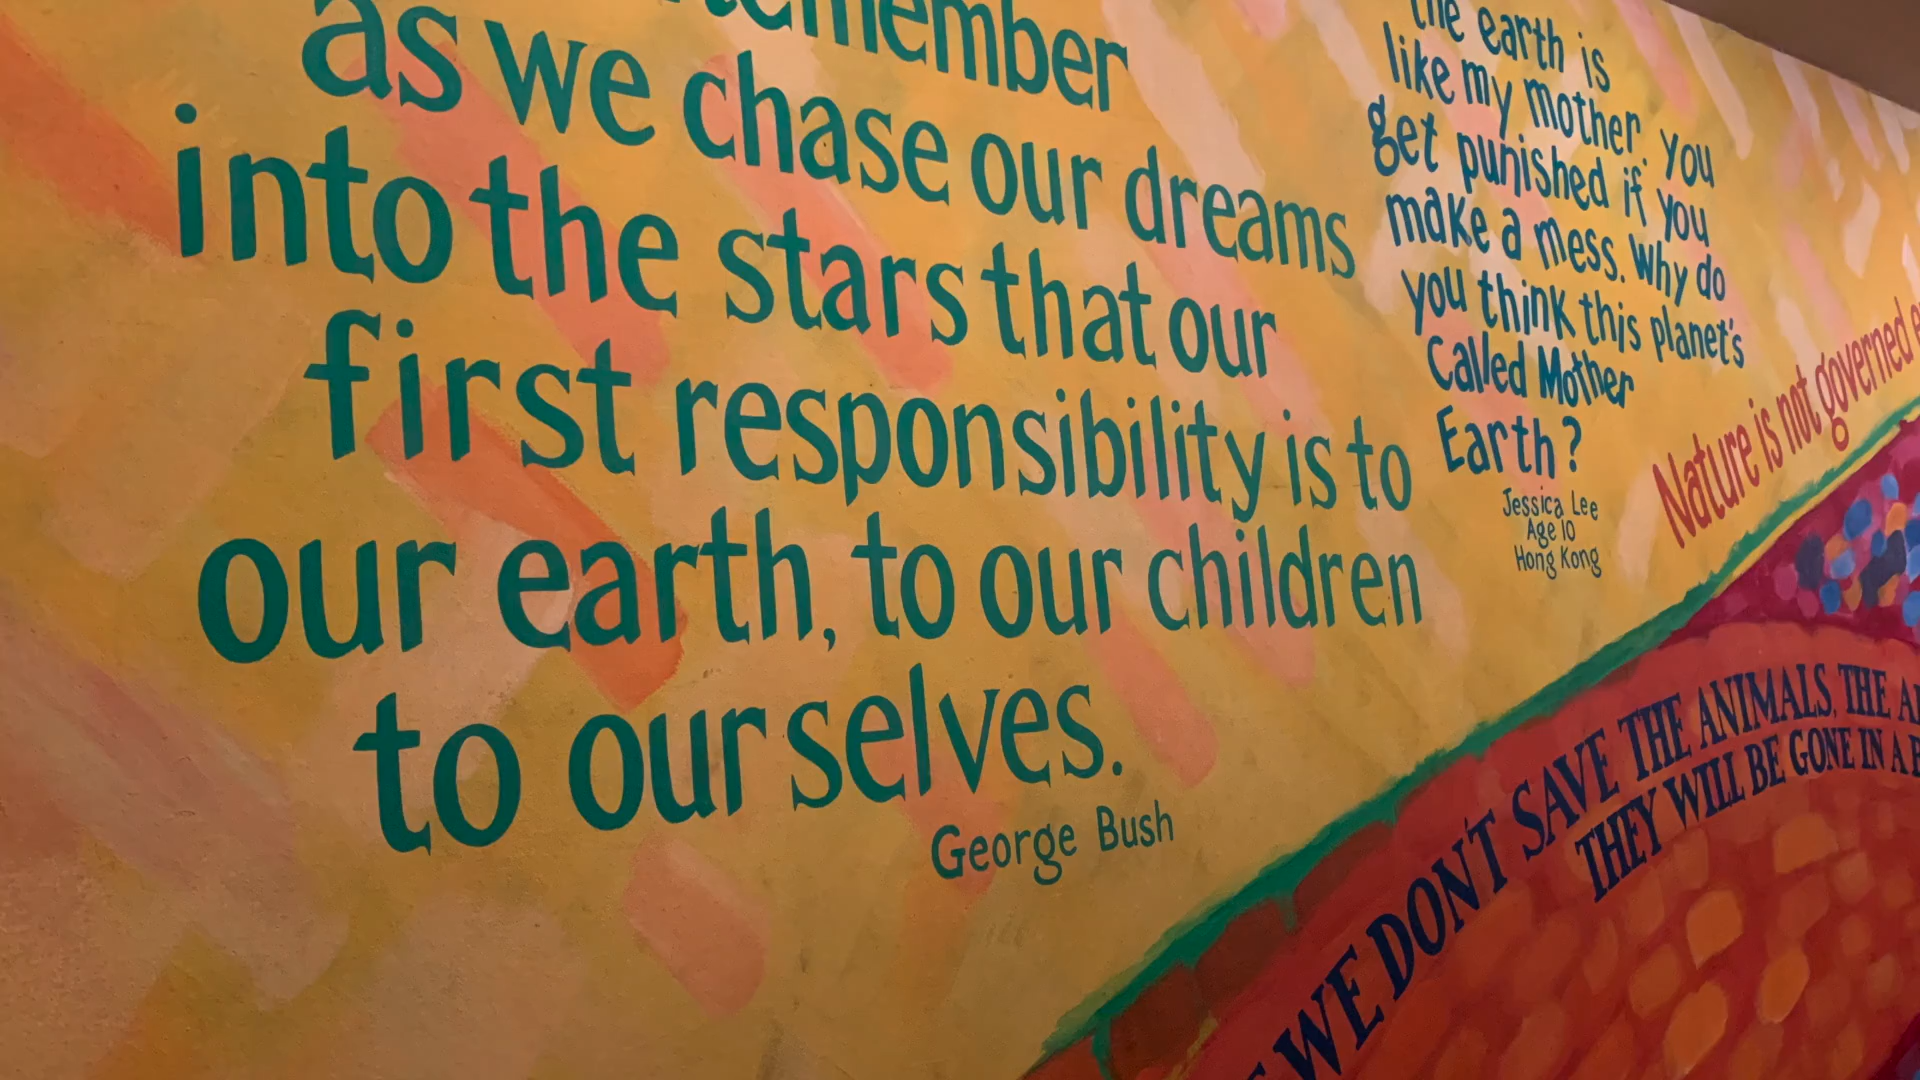 remember
as we chase our dreams
into the stars that our
first responsibility is to
our earth, to our children
to ourselves.
George Bush
the earth is
like my mother. you
get punished if you
make a mess. Why do
you think this planet's
Called Mother
Earth?
Jessica Lee
Age 10
Hong Kong
Nature is not governed
WE DON'T SAVE THE ANIMALS, THE
THEY WILL BE GONE IN A